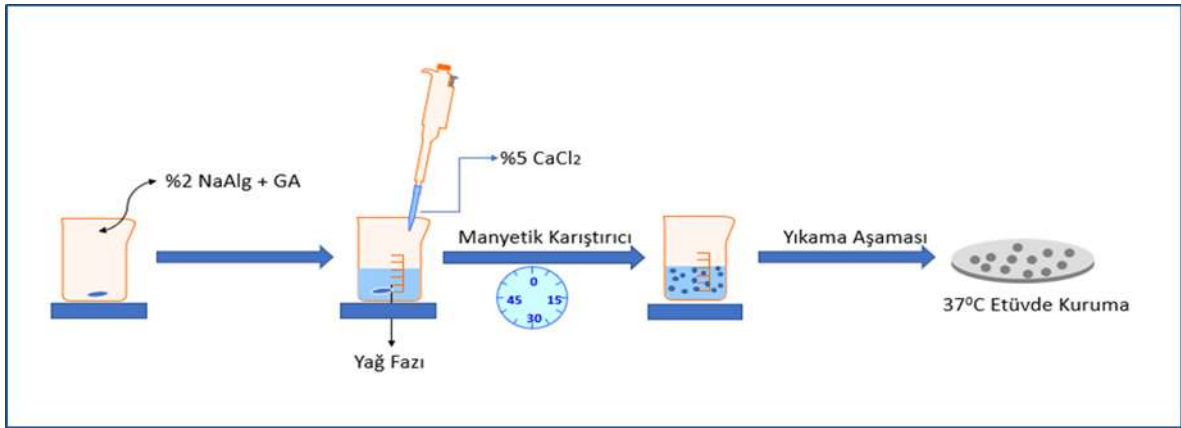 %2 NaAlg + GA
%5 CaCl₂
Manyetik Karıştırıcı
0
45 15
30
Yağ Fazı
Yıkama Aşaması
37⁰C Etüvde Kuruma